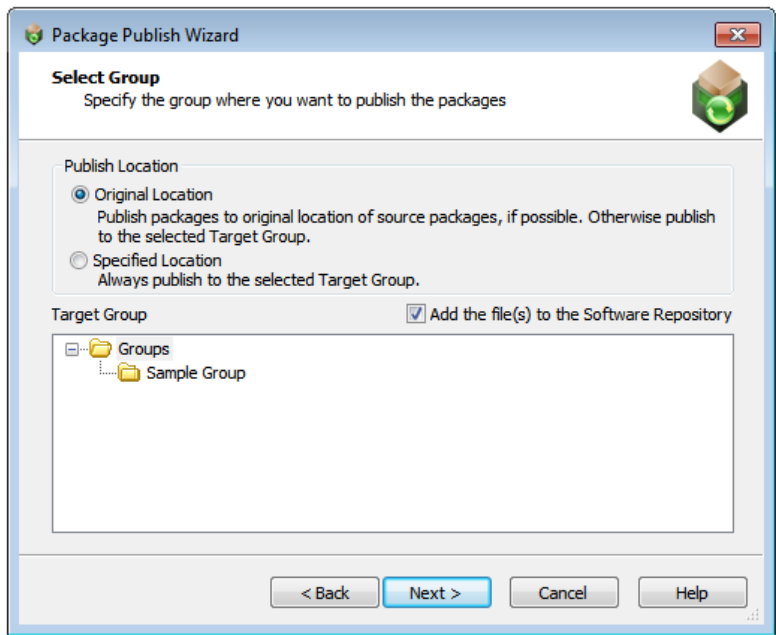 Package Publish Wizard
Select Group
Specify the group where you want to publish the packages
Publish Location
Original Location
Publish packages to original location of source packages, if possible. Otherwise publish
to the selected Target Group.
Specified Location
Always publish to the selected Target Group.
Target Group
Add the file(s) to the Software Repository
Groups
Sample Group
< Back
Next >
Cancel
Help